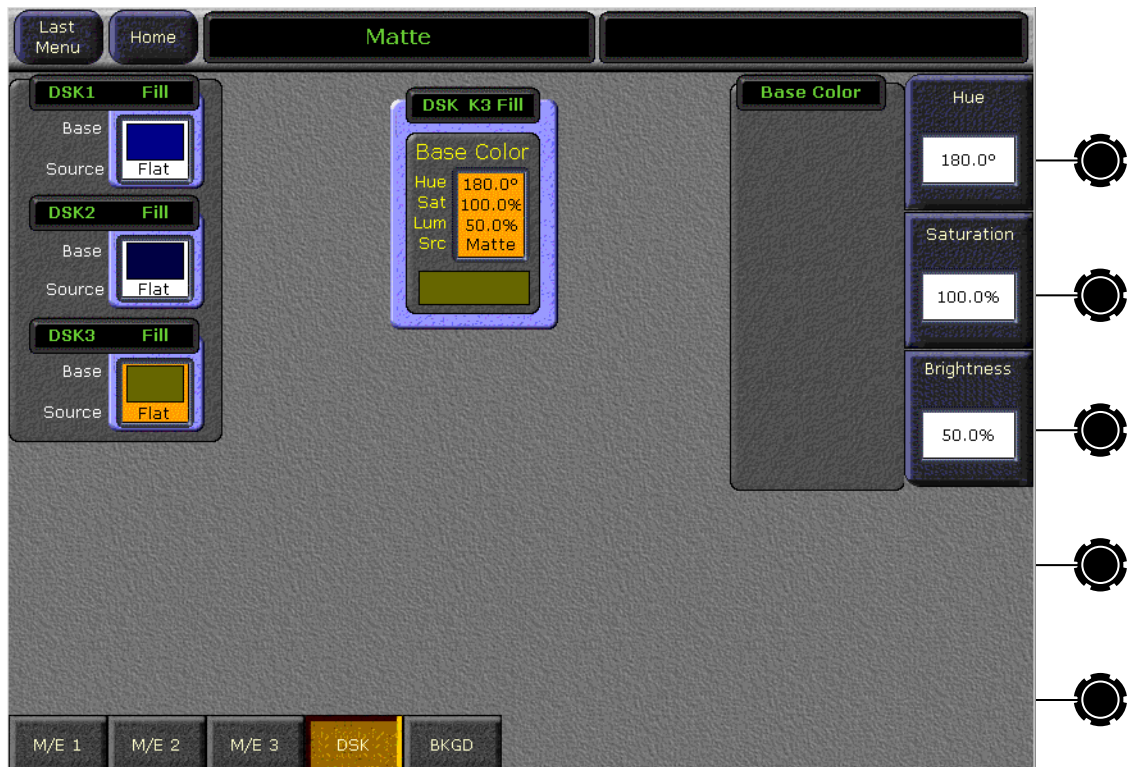 Last
Menu
Home
Matte
DSK1 Fill
Base
Source
Flat
DSK2 Fill
Base
Source
Flat
DSK3 Fill
Base
Source
Flat
DSK K3 Fill
Base Color
Hue 180.0º
Sat 100.0%
Lum 50.0%
Src Matte
Base Color
Hue
180.0º
Saturation
100.0%
Brightness
50.0%
M/E 1
M/E 2
M/E 3
DSK
BKGD